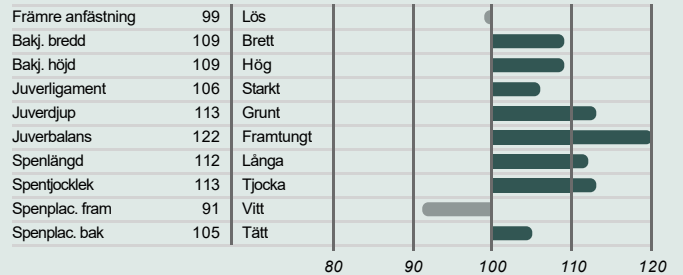 Främre anfästning 99 Lös
Bakj. bredd 109 Brett
Bakj. höjd 109 Hög
Juverligament 106 Starkt
Juverdjup 113 Grunt
Juverbalans 122 Framtungt
Spenlängd 112 Långa
Spentjocklek 113 Tjocka
Spenplac. fram 91 Vitt
Spenplac. bak 105 Tätt
80 90 100 110 120